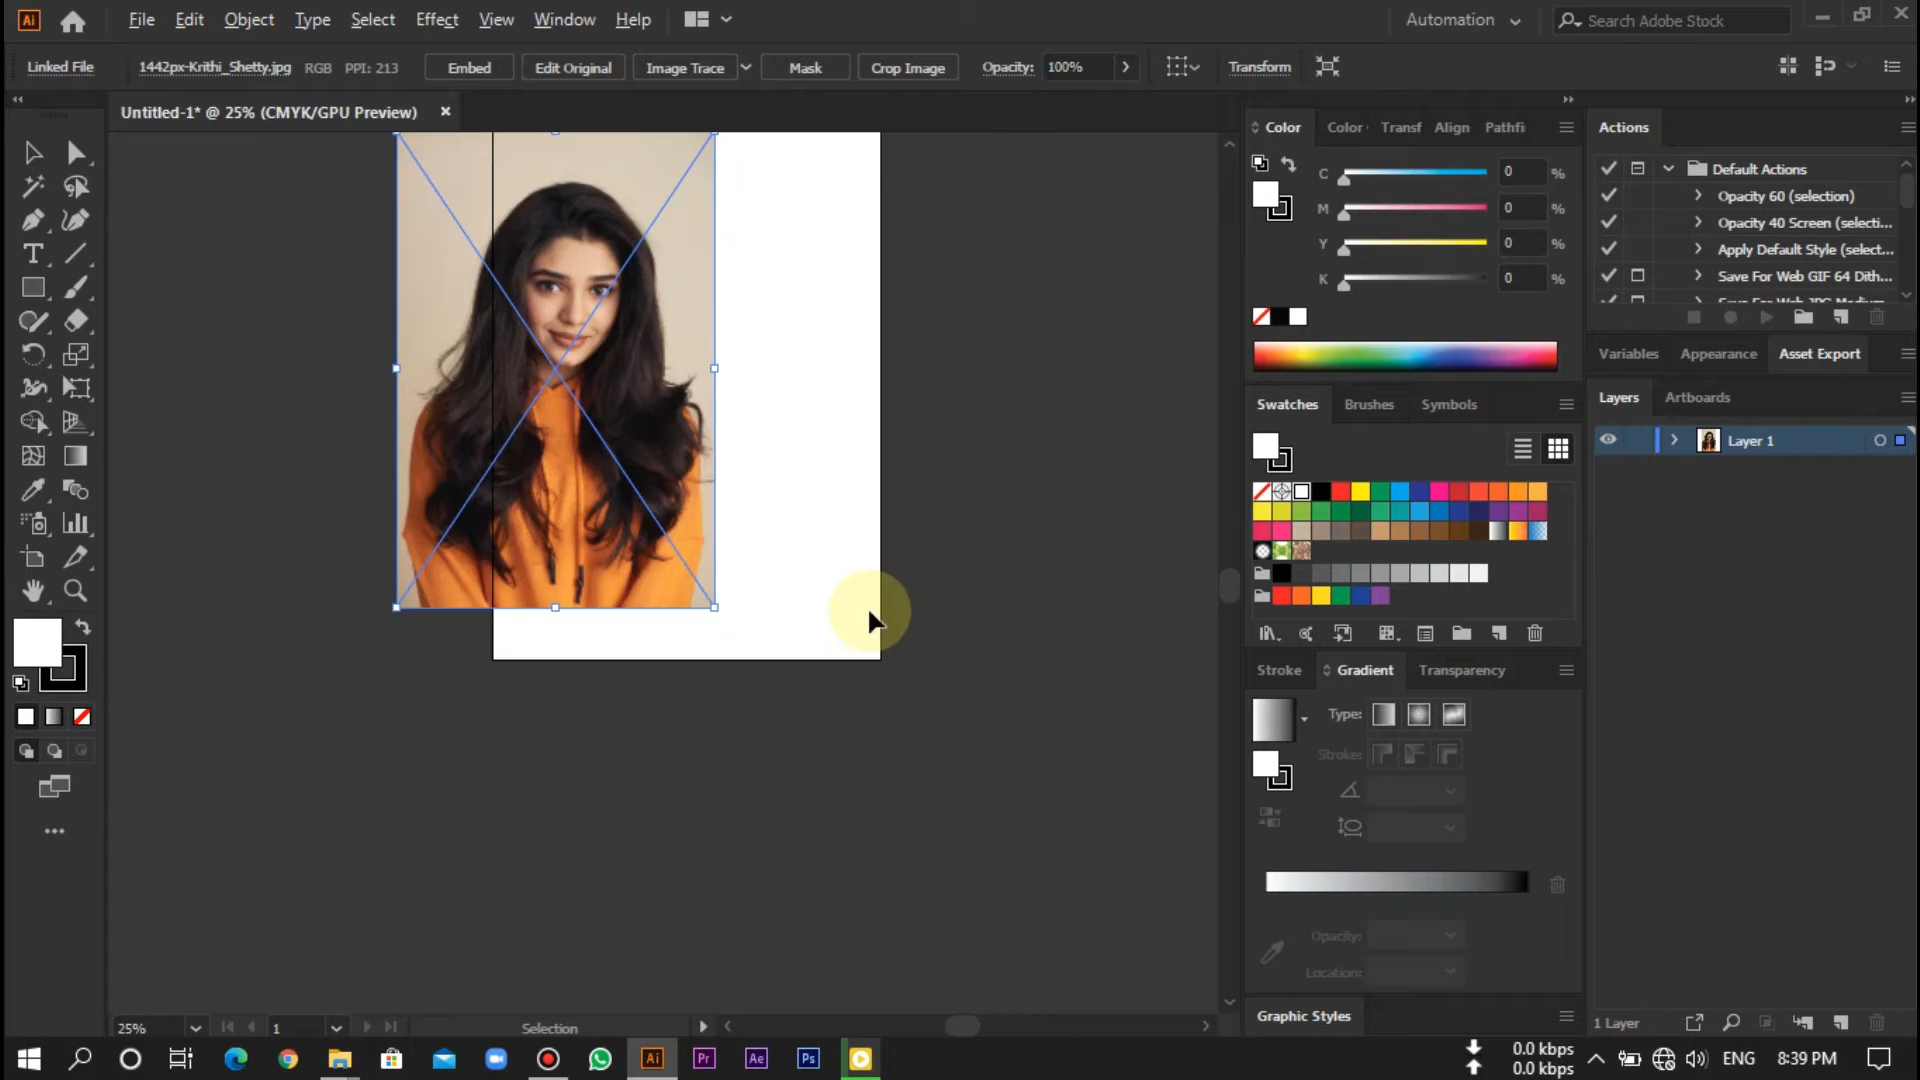 Ai File Edit Object Type Select Effect View Window Help Automation Search Adobe Stock
Linked File 1442px-Krithi_Shetty.jpg RGB PPI: 213 Embed Edit Original Image Trace Mask Crop Image Opacity: 100% Transform
Untitled-1* @ 25% (CMYK/GPU Preview) ×
Color Color Transf Align Pathfi
C 0 %
M 0 %
Y 0 %
K 0 %
Actions
Default Actions
Opacity 60 (selection)
Opacity 40 Screen (selecti...
Apply Default Style (select...
Save For Web GIF 64 Dith...
Variables Appearance Asset Export
Layers Artboards
Layer 1
Swatches Brushes Symbols
Stroke Gradient Transparency
Type:
Strokes
Opacity:
Location:
Graphic Styles
1 Layer
25% 1 Selection
Ai Pr Ae Ps
0.0 kbps
0.0 kbps
ENG 8:39 PM